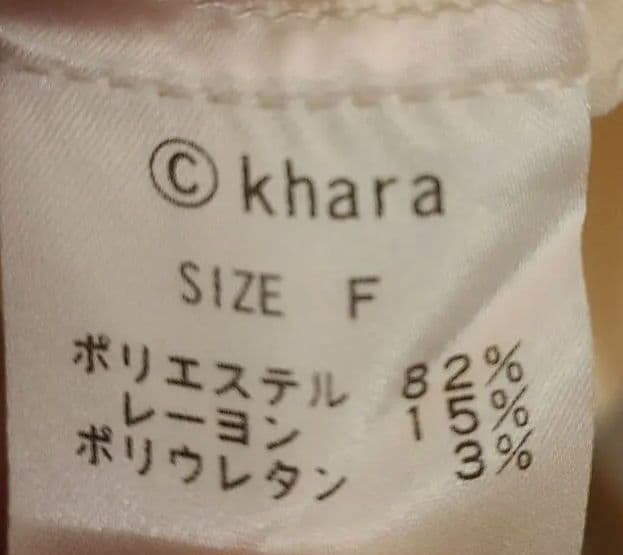 © khara
SIZE F
ポリエステル 82%
レーヨン 15%
ポリウレタン 3%